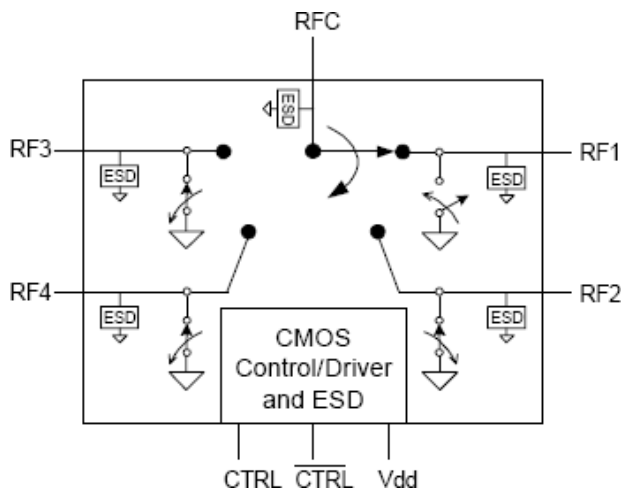 RFC
ESD
RF3
RF1
ESD
ESD
RF4
RF2
ESD
ESD
CMOS
Control/Driver
and ESD
CTRL CTRL Vdd